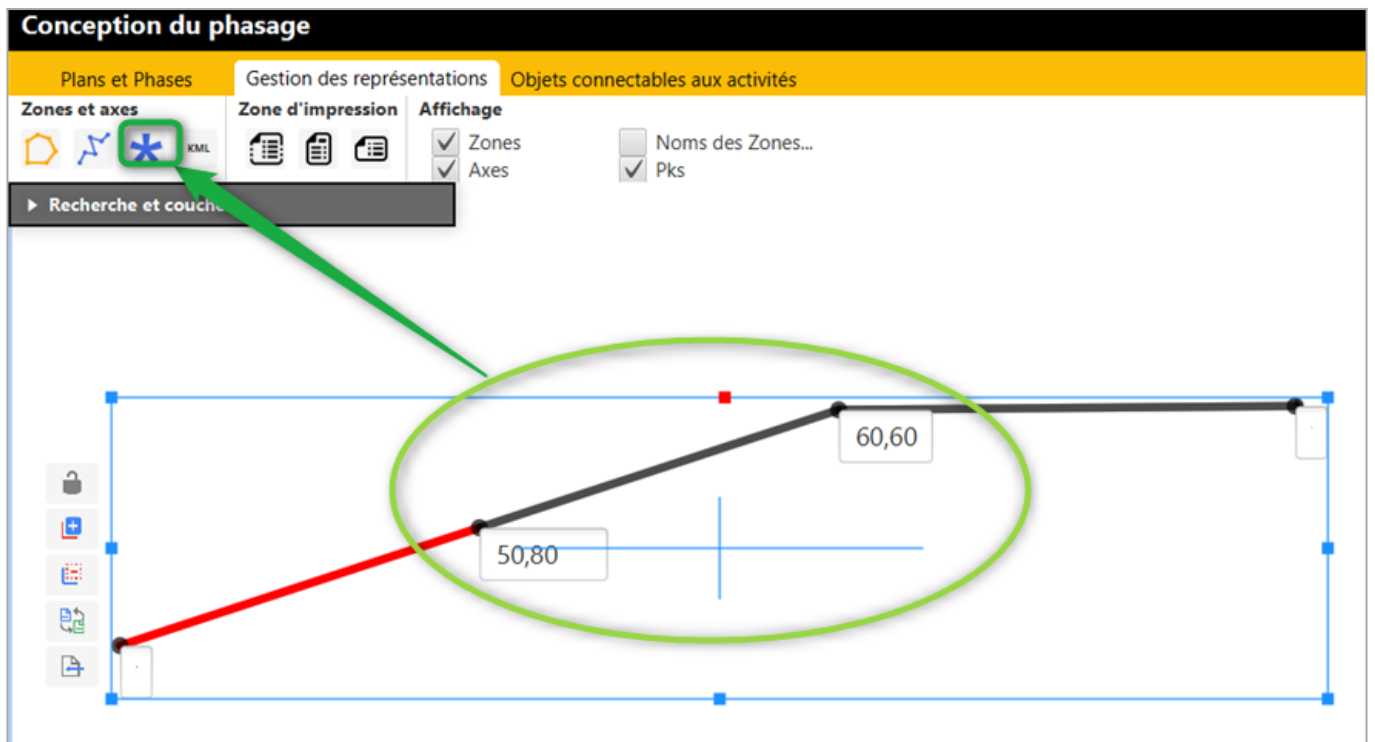 Conception du phasage
Plans et Phases Gestion des représentations Objets connectables aux activités
Zones et axes Zone d'impression Affichage
KML
Zones Noms des Zones...
Axes Pks
Recherche et couche
60,60
50,80